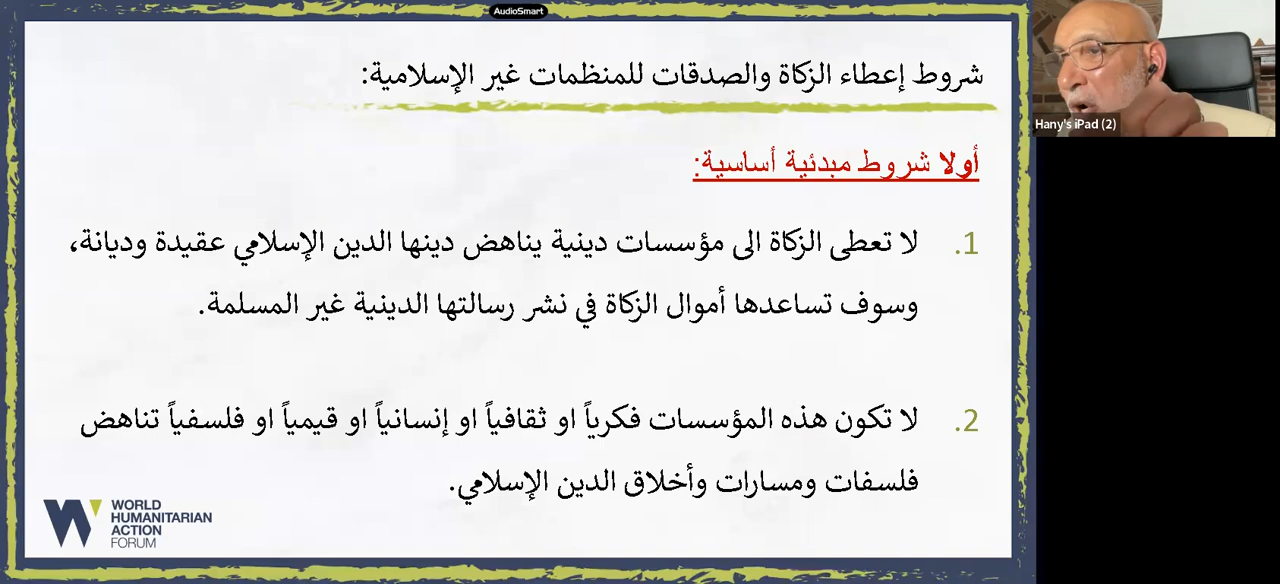 AudioSmart
شروط إعطاء الزكاة والصدقات للمنظمات غير الإسلامية:
أولا شروط مبدئية أساسية:
1. لا تعطى الزكاة الى مؤسسات دينية يناهض دينها الدين الإسلامي عقيدة وديانة،
وسوف تساعدها أموال الزكاة في نشر رسالتها الدينية غير المسلمة.
2. لا تكون هذه المؤسسات فكرياً او ثقافياً او إنسانياً او قيمياً او فلسفياً تناهض
فلسفات ومسارات وأخلاق الدين الإسلامي.
WORLD
HUMANITARIAN
ACTION
FORUM
Hany's iPad (2)